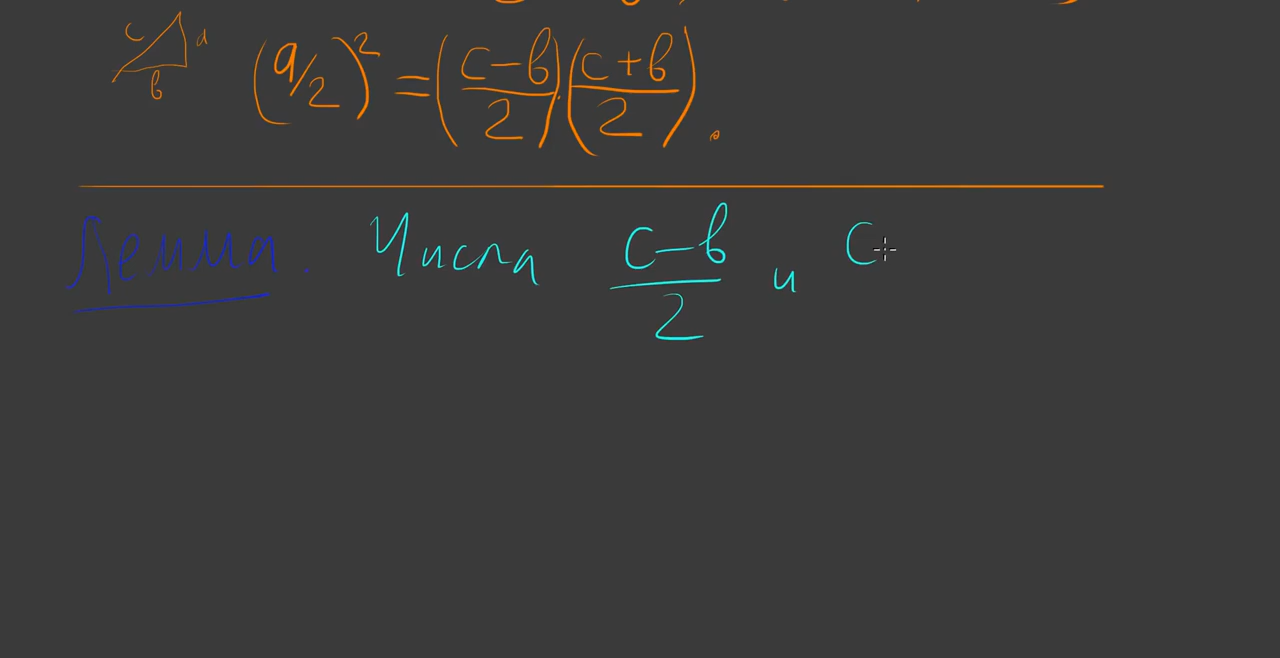 c a
в
(a/2)² = ((c-в)/2)·((c+в)/2).
Лемма. Числа (c-в)/2 и c